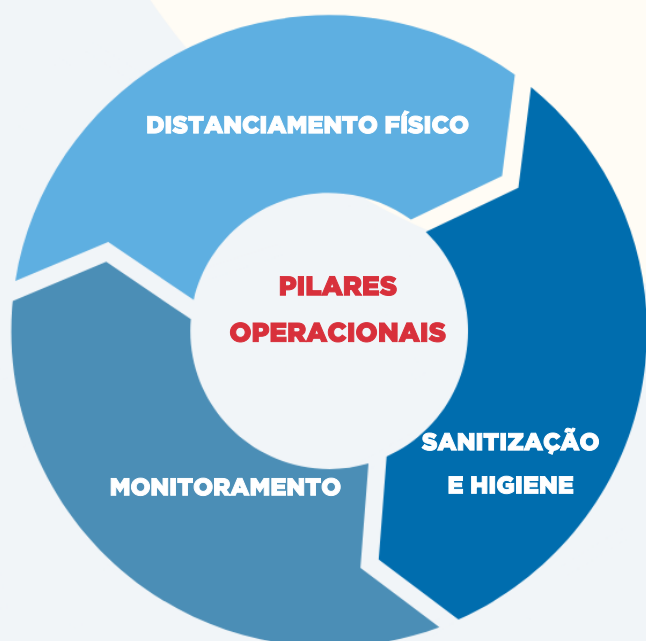 DISTANCIAMENTO FÍSICO
PILARES
OPERACIONAIS
SANITIZAÇÃO
E HIGIENE
MONITORAMENTO